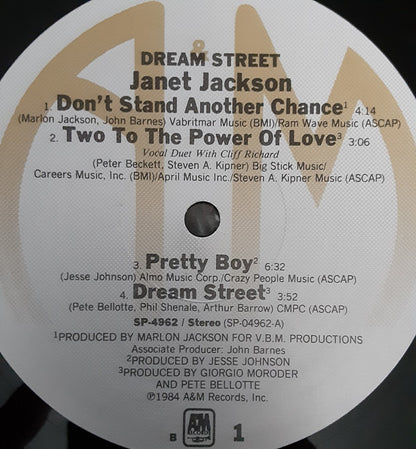 DREAM STREET
Janet Jackson
1. Don't Stand Another Chance¹ 4:14
(Marlon Jackson, John Barnes) Vabritmar Music (BMI)/Ram Wave Music (ASCAP)
2. Two To The Power Of Love³ 3:06
Vocal Duet With Cliff Richard
(Peter Beckett, Steven A. Kipner) Big Stick Music/
Careers Music, Inc. (BMI)/April Music Inc./Steven A. Kipner Music (ASCAP)
3. Pretty Boy² 6:32
(Jesse Johnson) Almo Music Corp./Crazy People Music (ASCAP)
4. Dream Street³ 3:52
(Pete Bellotte, Phil Shenale, Arthur Barrow) CMPC (ASCAP)
SP-4962 / Stereo (SP-04962-A)
¹PRODUCED BY MARLON JACKSON FOR V.B.M. PRODUCTIONS
Associate Producer: John Barnes
²PRODUCED BY JESSE JOHNSON
³PRODUCED BY GIORGIO MORODER
AND PETE BELLOTTE
℗1984 A&M Records, Inc.
B A&M RECORDS 1
A&M